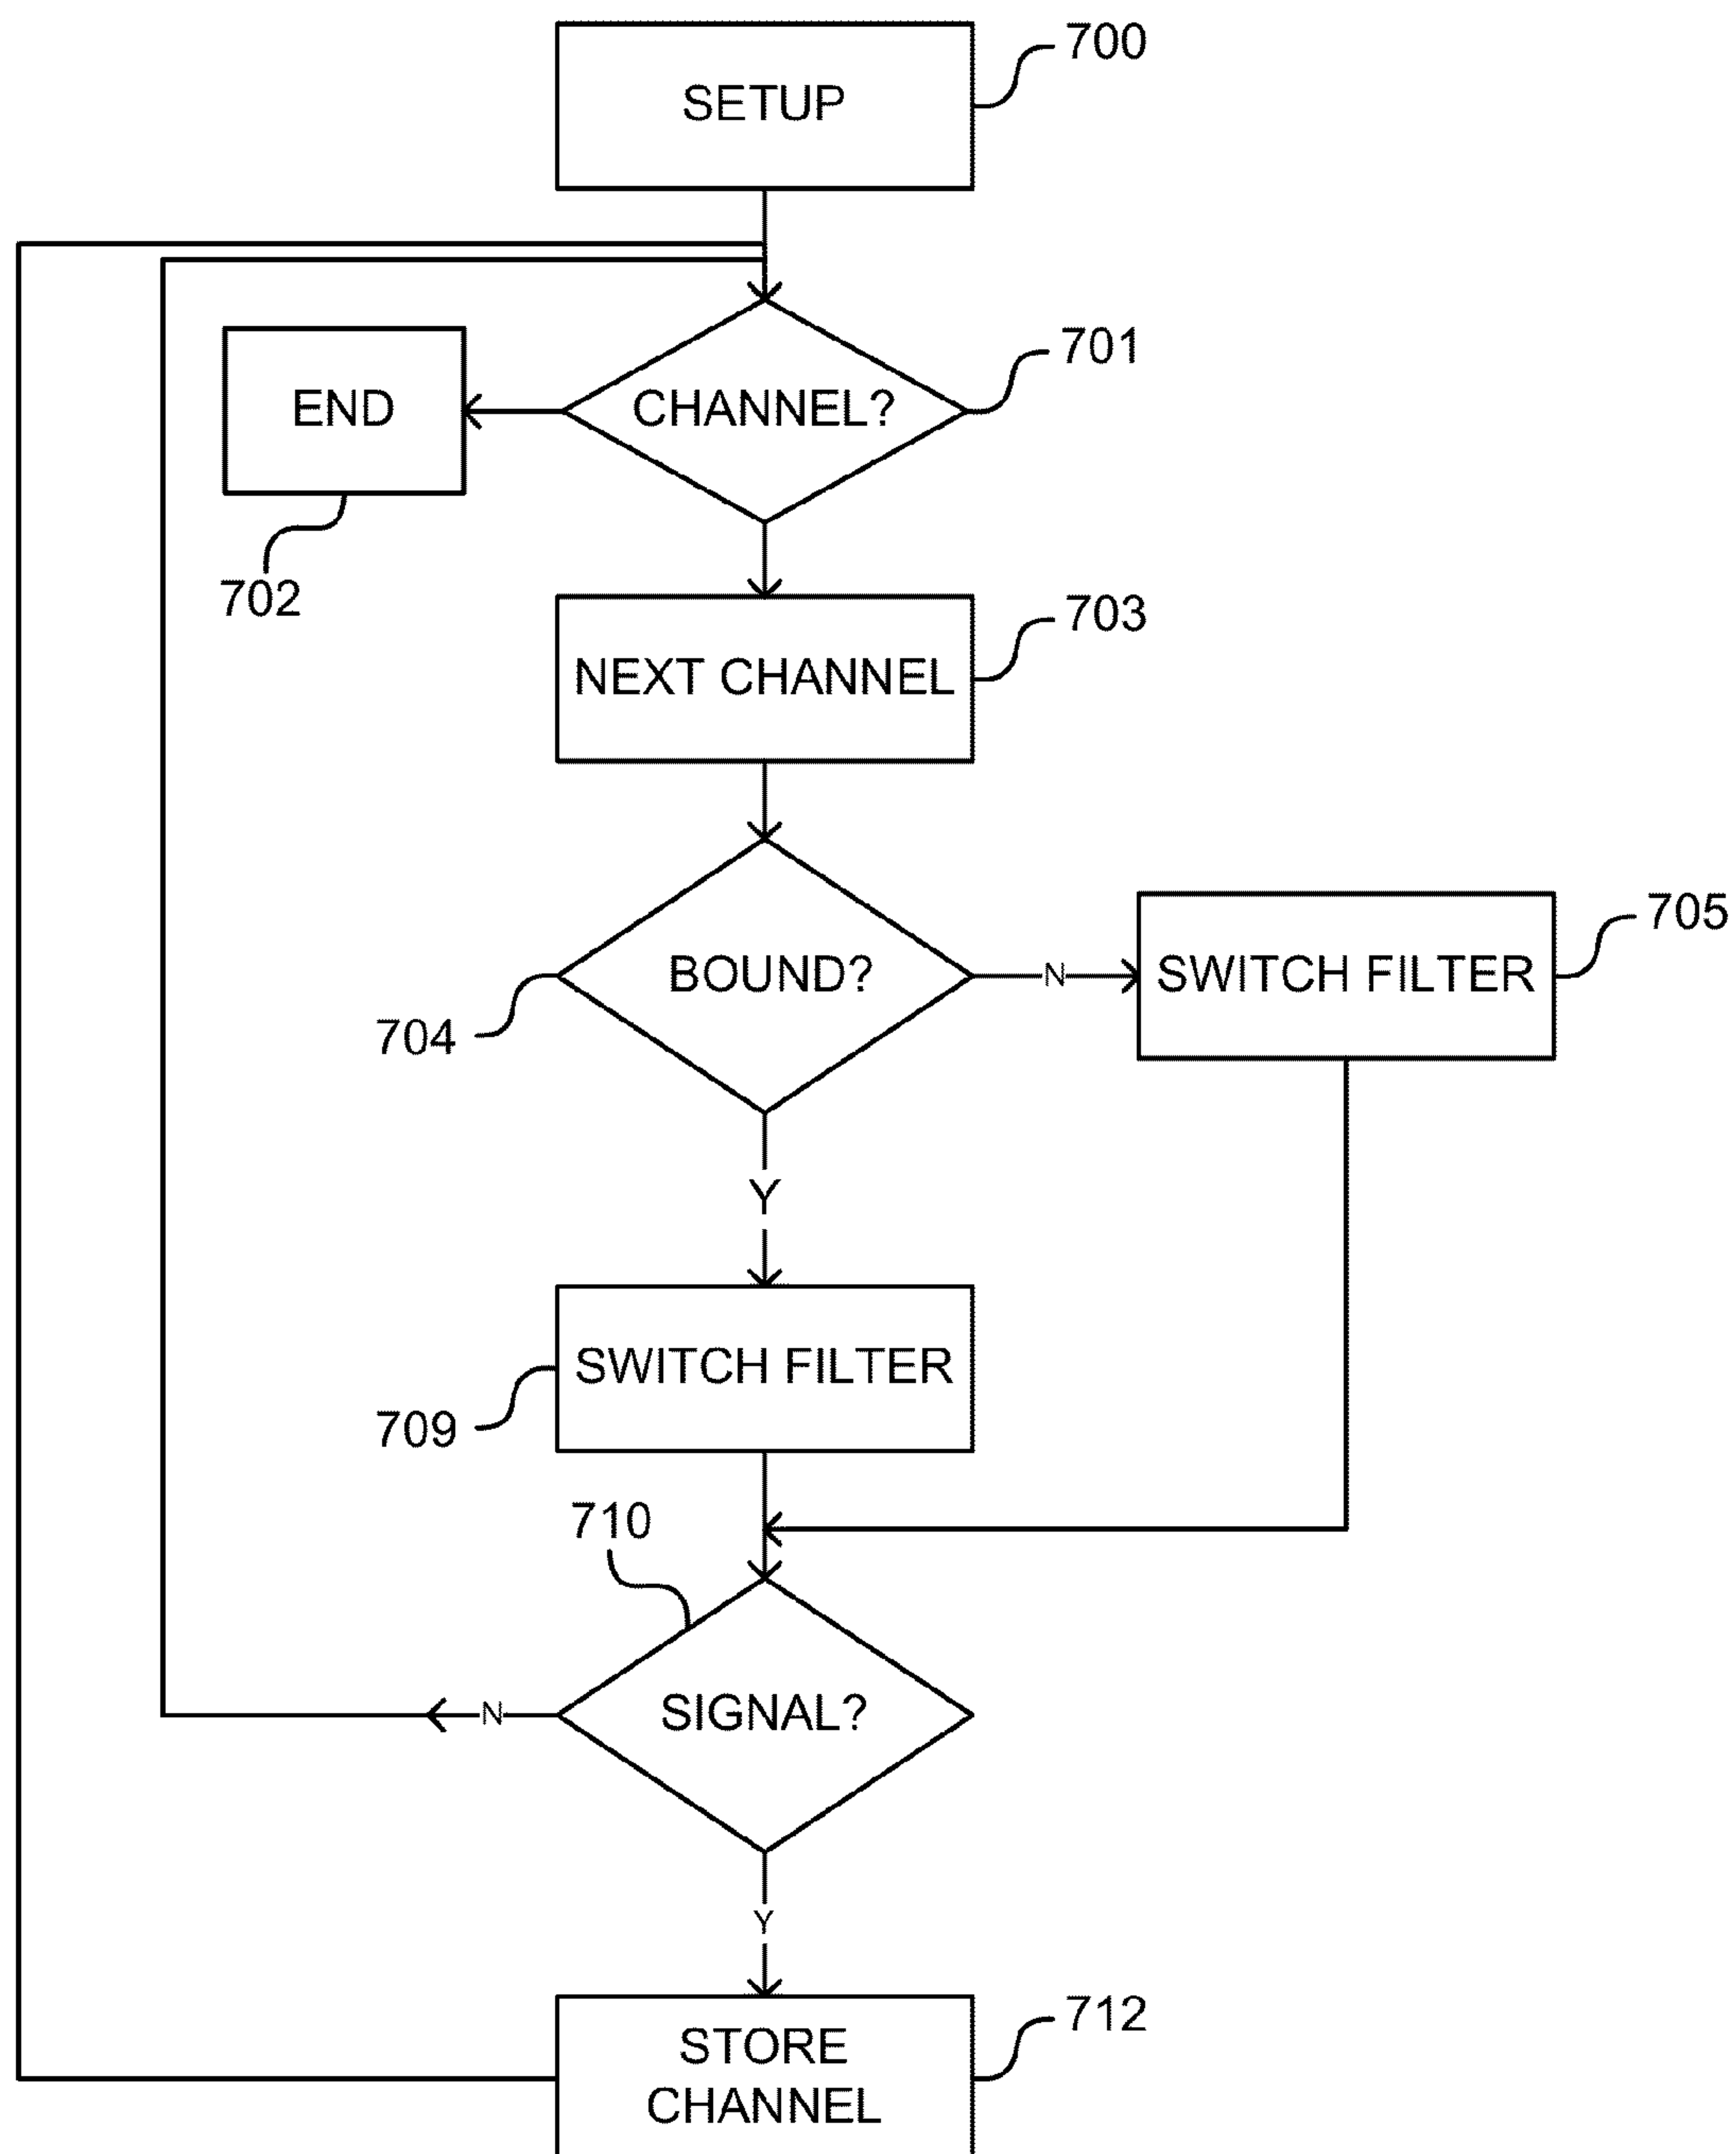 SETUP
700
CHANNEL?
701
END
702
NEXT CHANNEL
703
BOUND?
704
N
SWITCH FILTER
705
Y
SWITCH FILTER
709
710
SIGNAL?
N
Y
STORE
CHANNEL
712